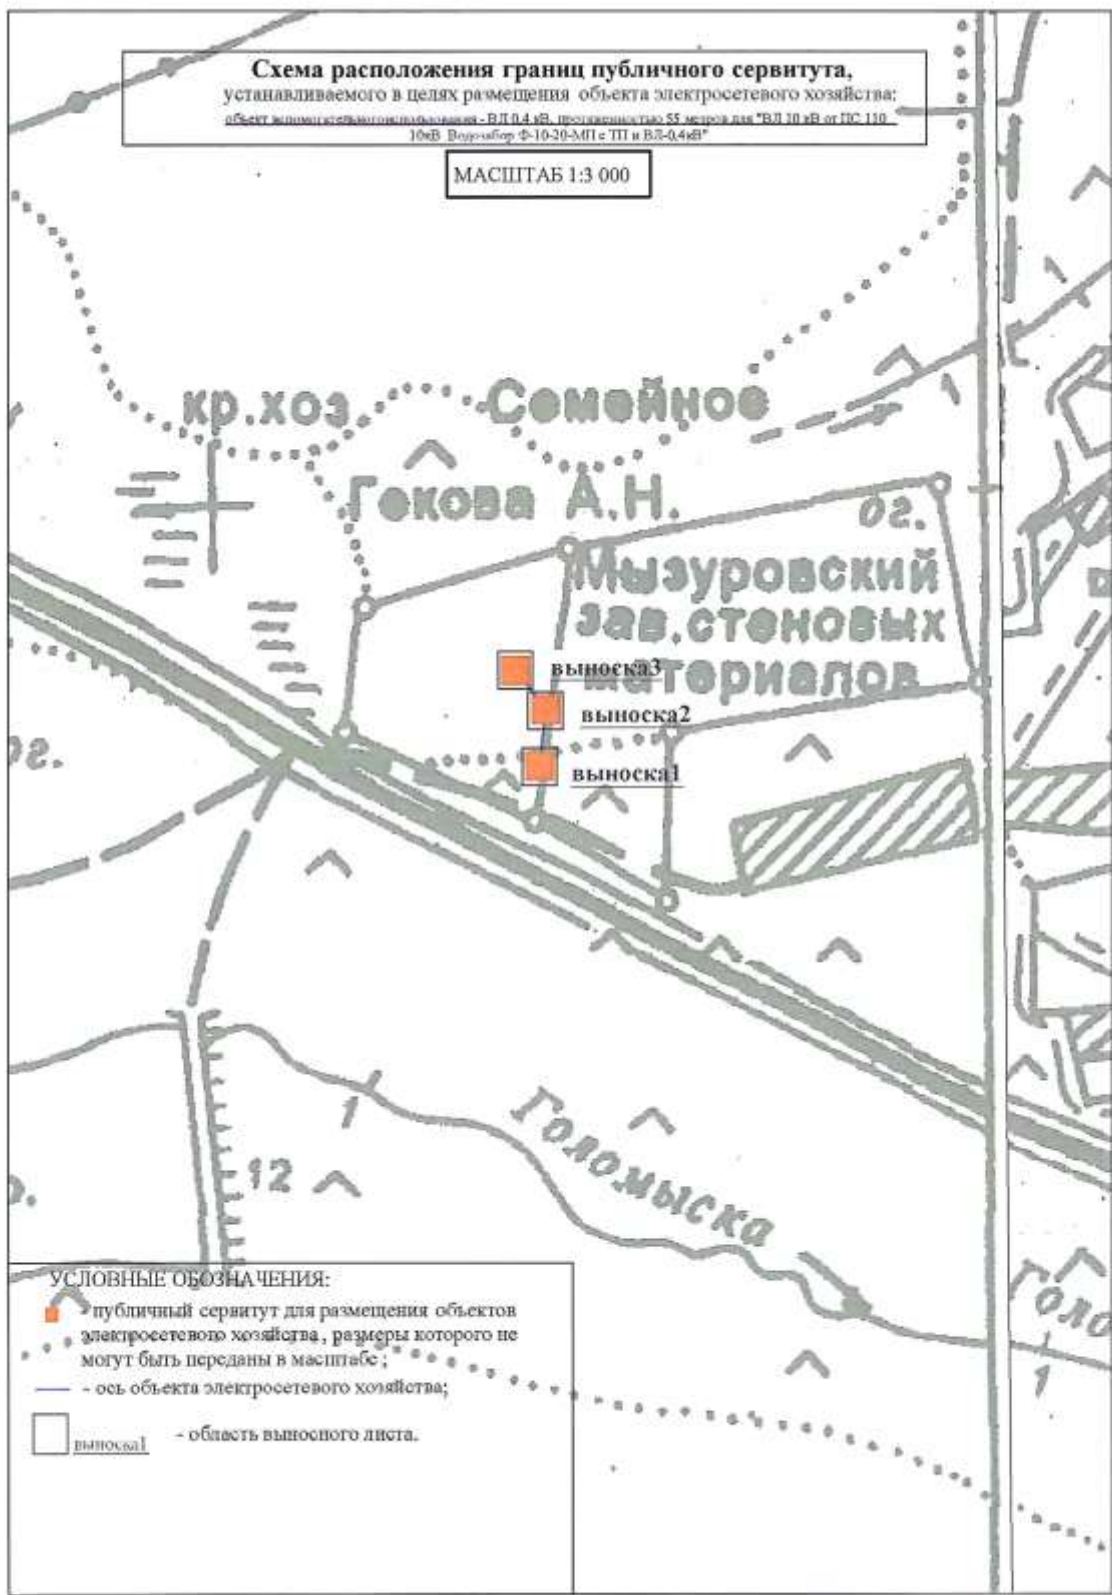 Схема расположения границ публичного сервитута,
устанавливаемого в целях размещения объекта электросетевого хозяйства:
объект вспомогательного использования - ВЛ 0,4 кВ, протяженностью 55 метров для "ВЛ 10 кВ от ПС 110
10кВ Водозабор Ф-10-20-МП с ТП и ВЛ-0,4кВ"
МАСШТАБ 1:3 000
1
1
кр.хоз Семейное
Гокова А.Н.
ог.
Мызуровский
зав.стеновых
материалов
выноска3
выноска2
выноска1
ог.
1
12
Голомыска
Голо
1
УСЛОВНЫЕ ОБОЗНАЧЕНИЯ:
- публичный сервитут для размещения объектов
электросетевого хозяйства, размеры которого не
могут быть переданы в масштабе;
- ось объекта электросетевого хозяйства;
выноска1 - область выносного листа.